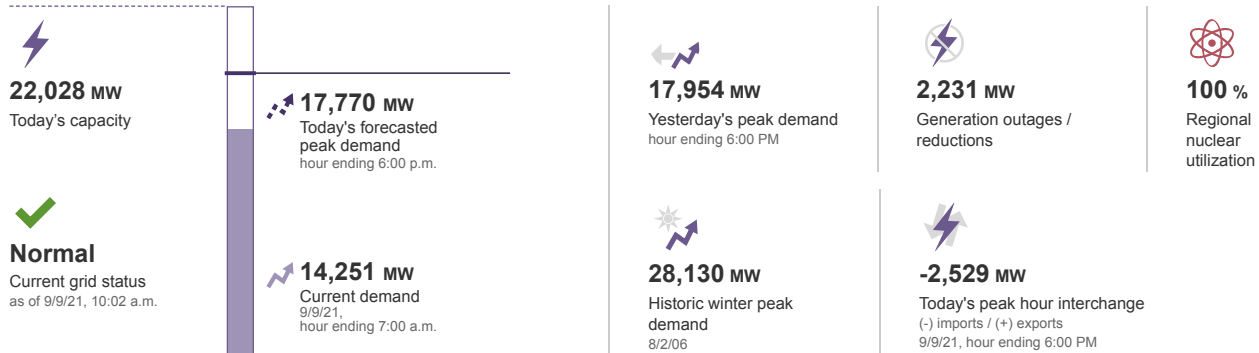 22,028 MW
Today's capacity
Normal
Current grid status
as of 9/9/21, 10:02 a.m.
17,770 MW
Today's forecasted
peak demand
hour ending 6:00 p.m.
14,251 MW
Current demand
9/9/21,
hour ending 7:00 a.m.
17,954 MW
Yesterday's peak demand
hour ending 6:00 PM
2,231 MW
Generation outages /
reductions
100 %
Regional
nuclear
utilization
28,130 MW
Historic winter peak
demand
8/2/06
-2,529 MW
Today's peak hour interchange
(-) imports / (+) exports
9/9/21, hour ending 6:00 PM